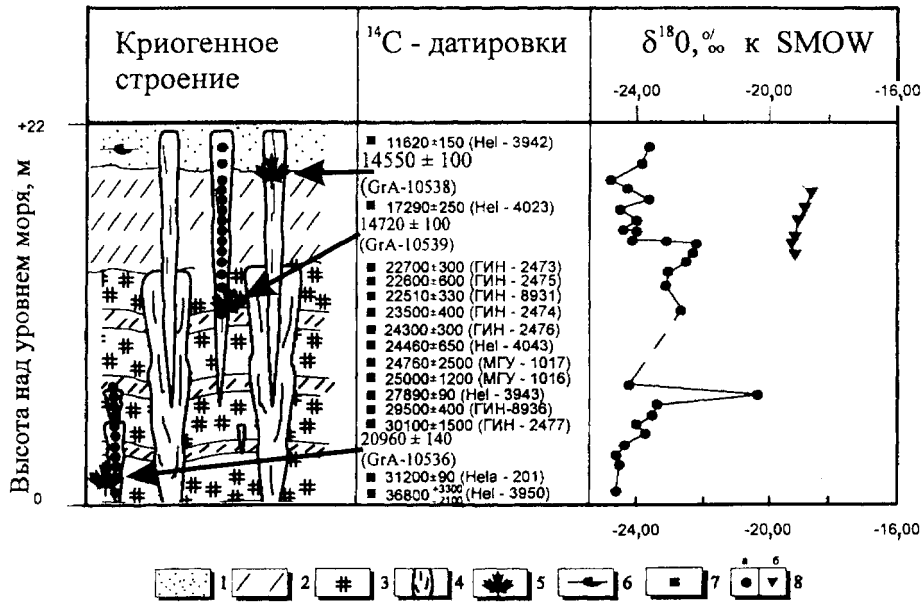 Криогенное
строение
¹⁴C - датировки
δ¹⁸0, ‰ к SMOW
-24,00 -20,00 -16,00
Высота над уровнем моря, м
+22
0
11620±150 (Hel - 3942)
14550 ± 100
(GrA-10538)
17290±250 (Hel - 4023)
14720 ± 100
(GrA-10539)
22700±300 (ГИН - 2473)
22600±600 (ГИН - 2475)
22510±330 (ГИН - 8931)
23500±400 (ГИН - 2474)
24300±300 (ГИН - 2476)
24460±650 (Hel - 4043)
24760±2500 (МГУ - 1017)
25000±1200 (МГУ - 1016)
27890±90 (Hel - 3943)
29500±400 (ГИН-8936)
30100±1500 (ГИН - 2477)
20960 ± 140
(GrA-10536)
31200±90 (Hela - 201)
36800 +3300 -2100 (Hel - 3950)
-24,00 -20,00 -16,00
1 2 3 4 5 6 7 а б 8